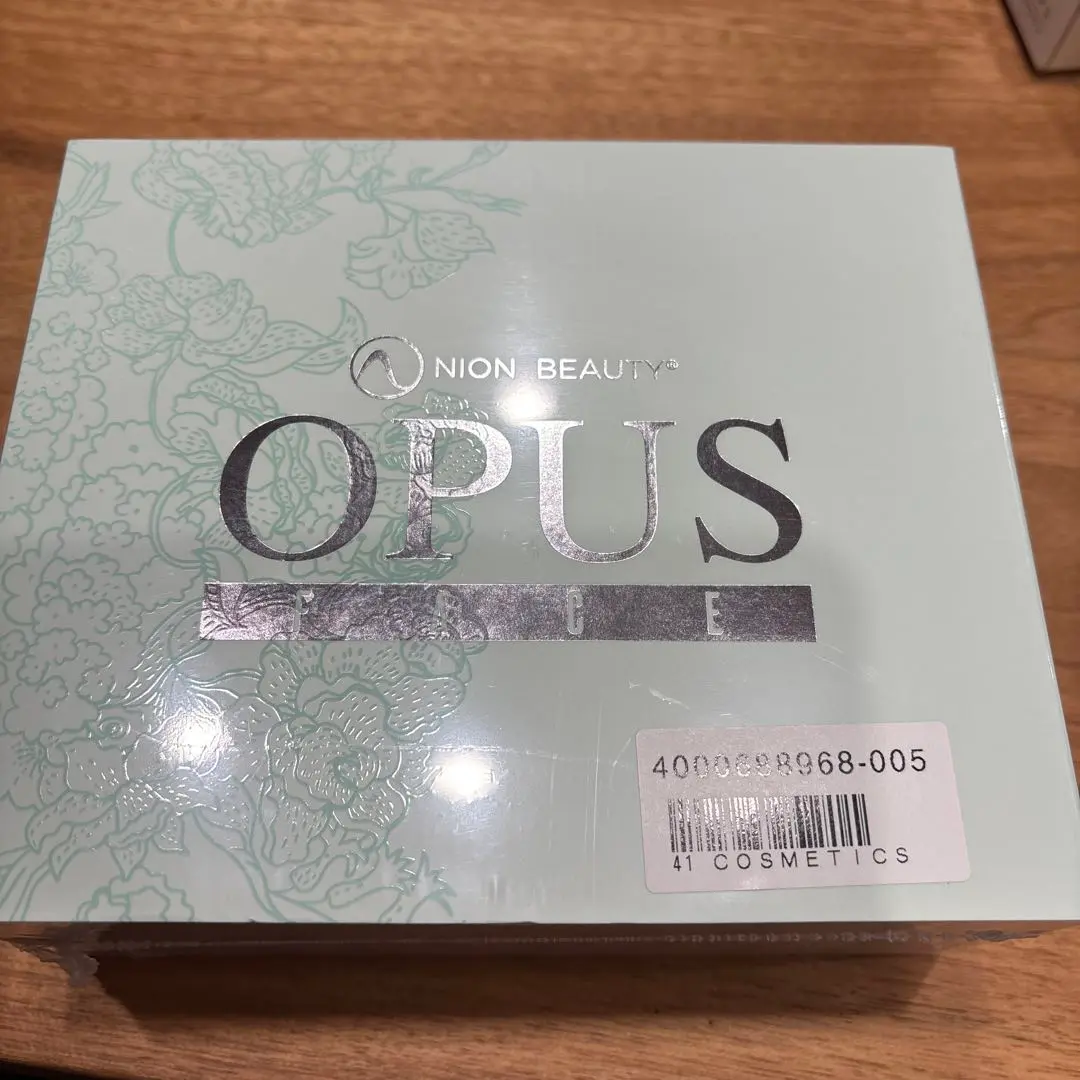 NION BEAUTY®
OPUS
FACE
4000688968-005
41 COSMETICS